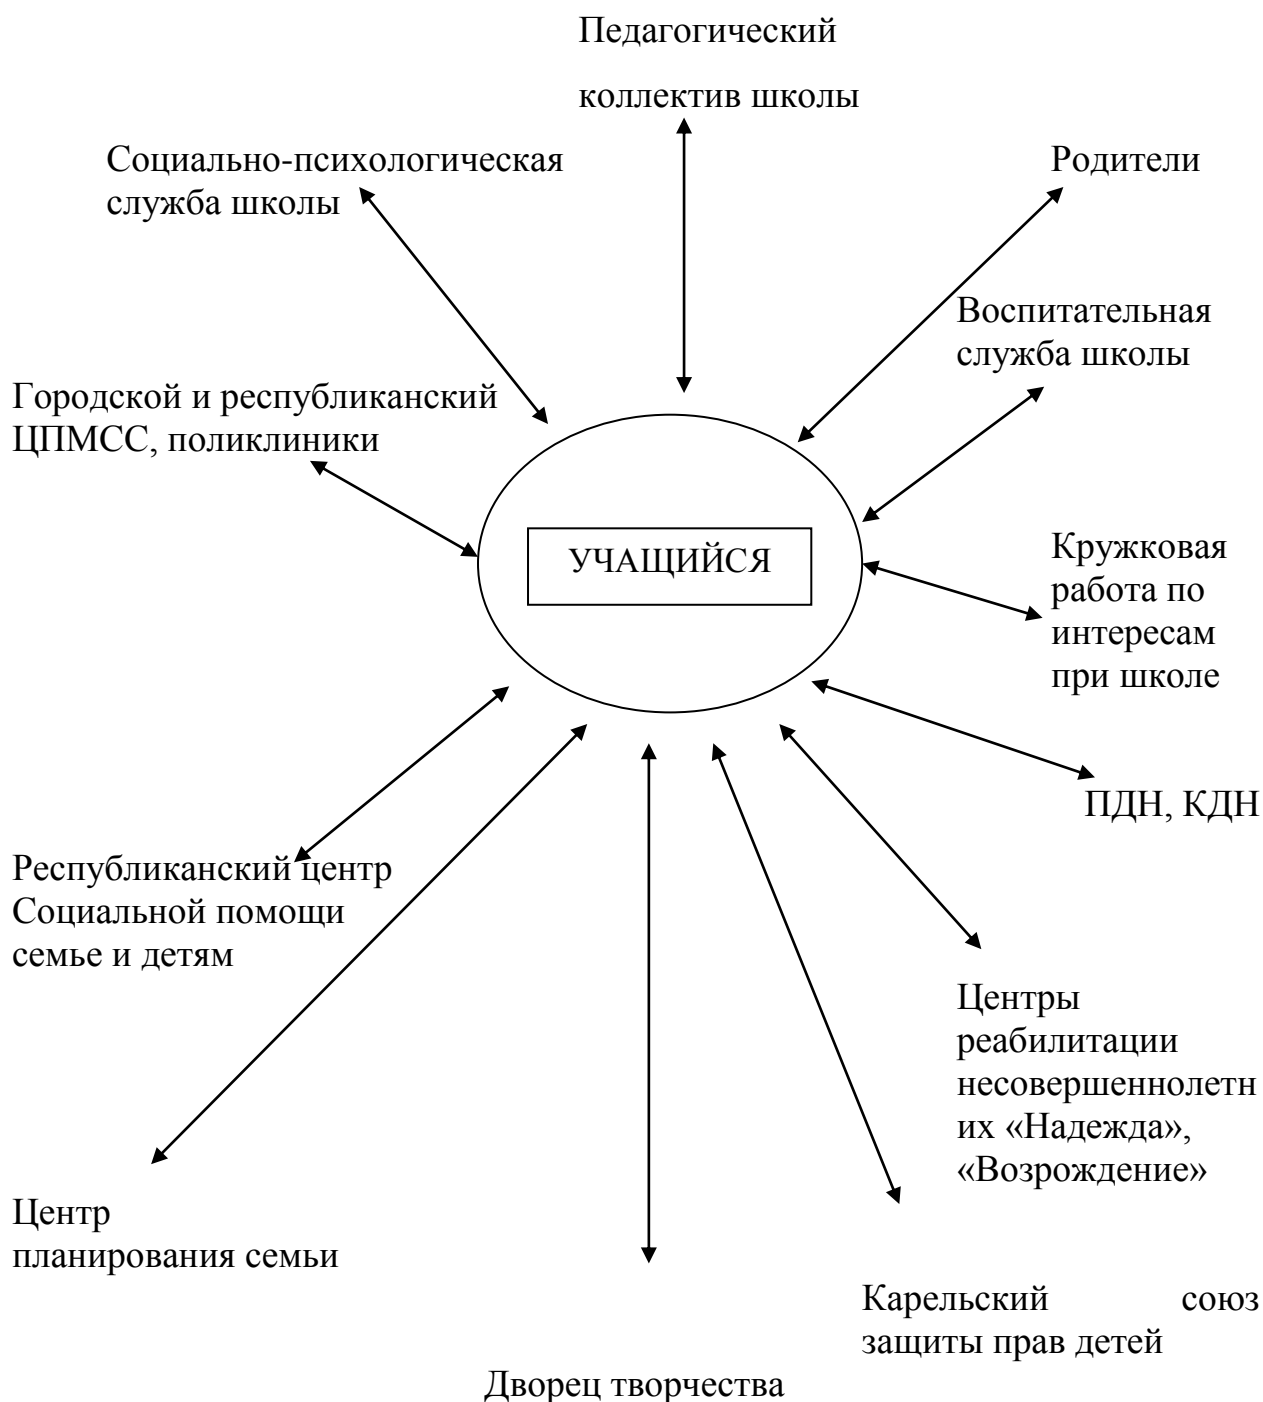 Педагогический
коллектив школы
Социально-психологическая
служба школы
Родители
Воспитательная
служба школы
Городской и республиканский
ЦПМСС, поликлиники
УЧАЩИЙСЯ
Кружковая
работа по
интересам
при школе
ПДН, КДН
Республиканский центр
Социальной помощи
семье и детям
Центры
реабилитации
несовершеннолетн
их «Надежда»,
«Возрождение»
Центр
планирования семьи
Карельский союз
защиты прав детей
Дворец творчества